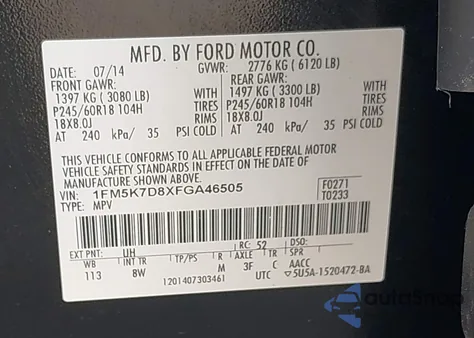 MFD. BY FORD MOTOR CO.
DATE: 07/14 GVWR: 2776 KG ( 6120 LB)
FRONT GAWR: REAR GAWR:
1397 KG ( 3080 LB) WITH 1497 KG ( 3300 LB) WITH
P245/60R18 104H TIRES P245/60R18 104H TIRES
18X8.0J RIMS 18X8.0J RIMS
AT 240 kPa/ 35 PSI COLD AT 240 kPa/ 35 PSI COLD
THIS VEHICLE CONFORMS TO ALL APPLICABLE FEDERAL MOTOR
VEHICLE SAFETY STANDARDS IN EFFECT ON THE DATE OF
MANUFACTURE SHOWN ABOVE.
VIN: 1FM5K7D8XFGA46505 F0271
TYPE: MPV T0233
EXT PNT: UH RC: 52 DSO:
WB INT TR TP/PS R AXLE TR
113 8W M 3F C AACC
1201407303461 UTC 5U5A-1520472-BA
AutoSnap